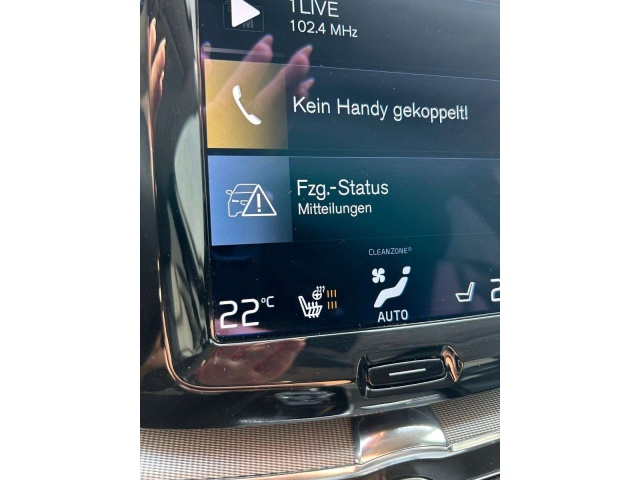 1LIVE
102.4 MHz
Kein Handy gekoppelt!
Fzg.-Status
Mitteilungen
CLEANZONE®
22°C
AUTO